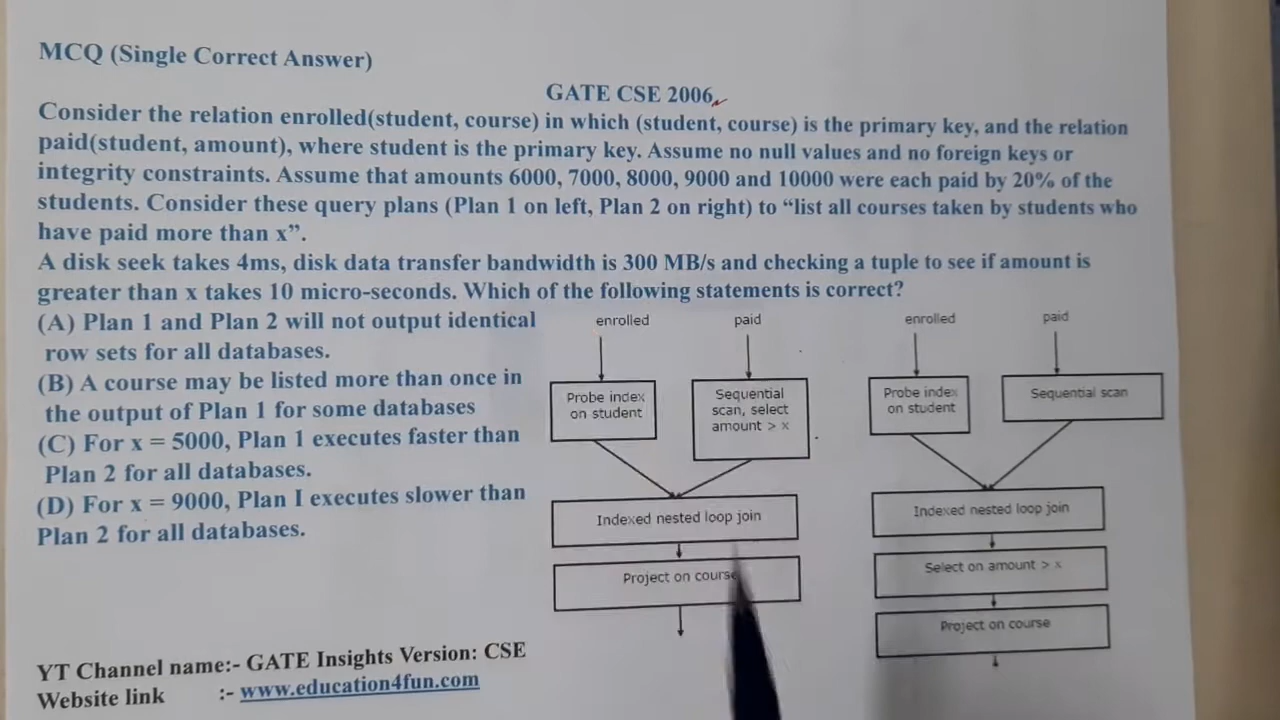 MCQ (Single Correct Answer)
GATE CSE 2006
Consider the relation enrolled(student, course) in which (student, course) is the primary key, and the relation
paid(student, amount), where student is the primary key. Assume no null values and no foreign keys or
integrity constraints. Assume that amounts 6000, 7000, 8000, 9000 and 10000 were each paid by 20% of the
students. Consider these query plans (Plan 1 on left, Plan 2 on right) to “list all courses taken by students who
have paid more than x”.
A disk seek takes 4ms, disk data transfer bandwidth is 300 MB/s and checking a tuple to see if amount is
greater than x takes 10 micro-seconds. Which of the following statements is correct?
(A) Plan 1 and Plan 2 will not output identical
row sets for all databases.
(B) A course may be listed more than once in
the output of Plan 1 for some databases
(C) For x = 5000, Plan 1 executes faster than
Plan 2 for all databases.
(D) For x = 9000, Plan I executes slower than
Plan 2 for all databases.
enrolled
paid
Probe index
on student
Sequential
scan, select
amount > x
Indexed nested loop join
Project on course
enrolled
paid
Probe index
on student
Sequential scan
Indexed nested loop join
Select on amount > x
Project on course
YT Channel name:- GATE Insights Version: CSE
Website link :- www.education4fun.com